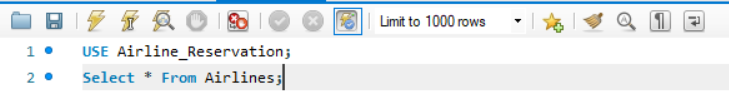 Limit to 1000 rows
1 USE Airline_Reservation;
2 Select * From Airlines;